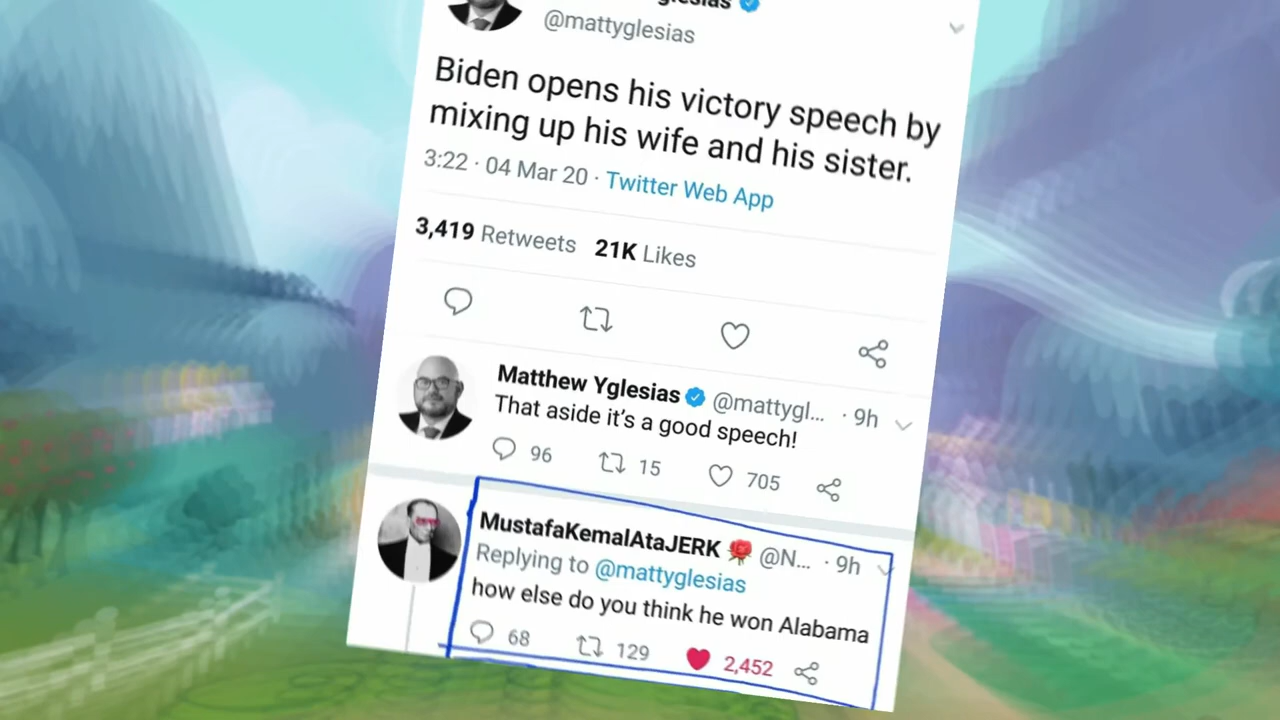 @mattyglesias
Biden opens his victory speech by
mixing up his wife and his sister.
3:22 · 04 Mar 20 · Twitter Web App
3,419 Retweets 21K Likes
Matthew Yglesias @mattygl... · 9h
That aside it's a good speech!
96 15 705
MustafaKemalAtaJERK 🌹 @N... · 9h
Replying to @mattyglesias
how else do you think he won Alabama
68 129 2,452